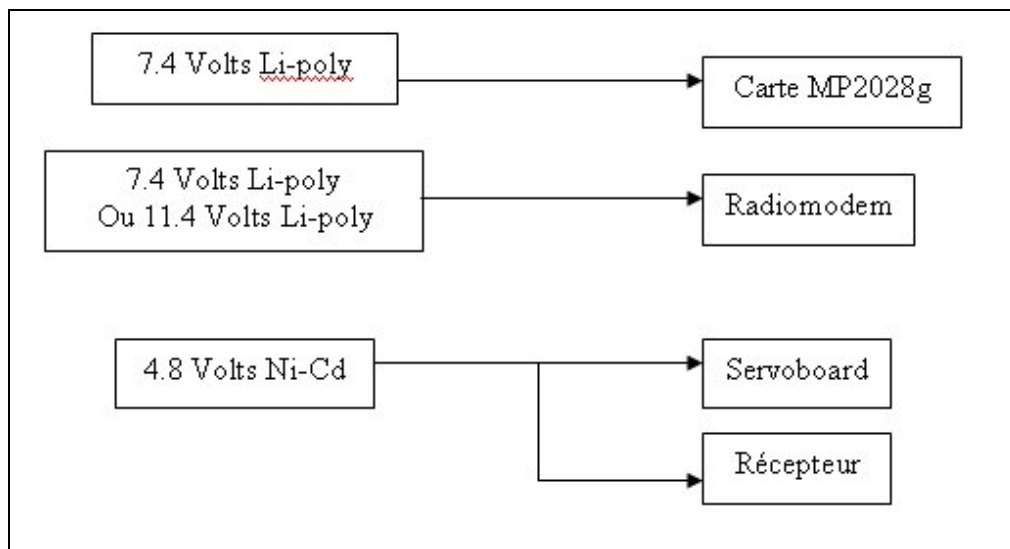 7.4 Volts Li-poly
Carte MP2028g
7.4 Volts Li-poly
Ou 11.4 Volts Li-poly
Radiomodem
4.8 Volts Ni-Cd
Servoboard
Récepteur